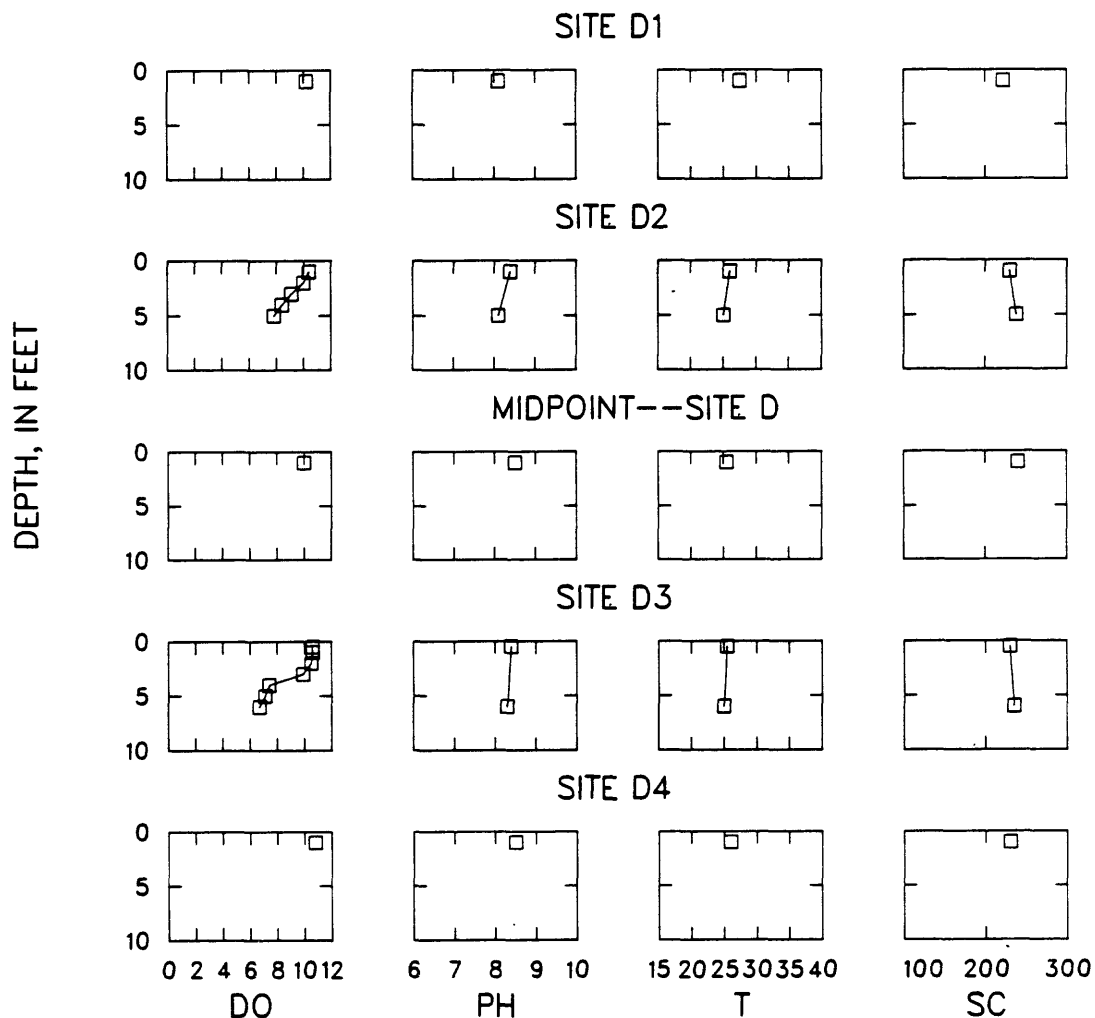 SITE D1
0
5
10
SITE D2
0
5
10
MIDPOINT--SITE D
0
5
10
SITE D3
0
5
10
SITE D4
0
5
10
DEPTH, IN FEET
0 2 4 6 8 10 12
DO
6 7 8 9 10
PH
15 20 25 30 35 40
T
100 200 300
SC